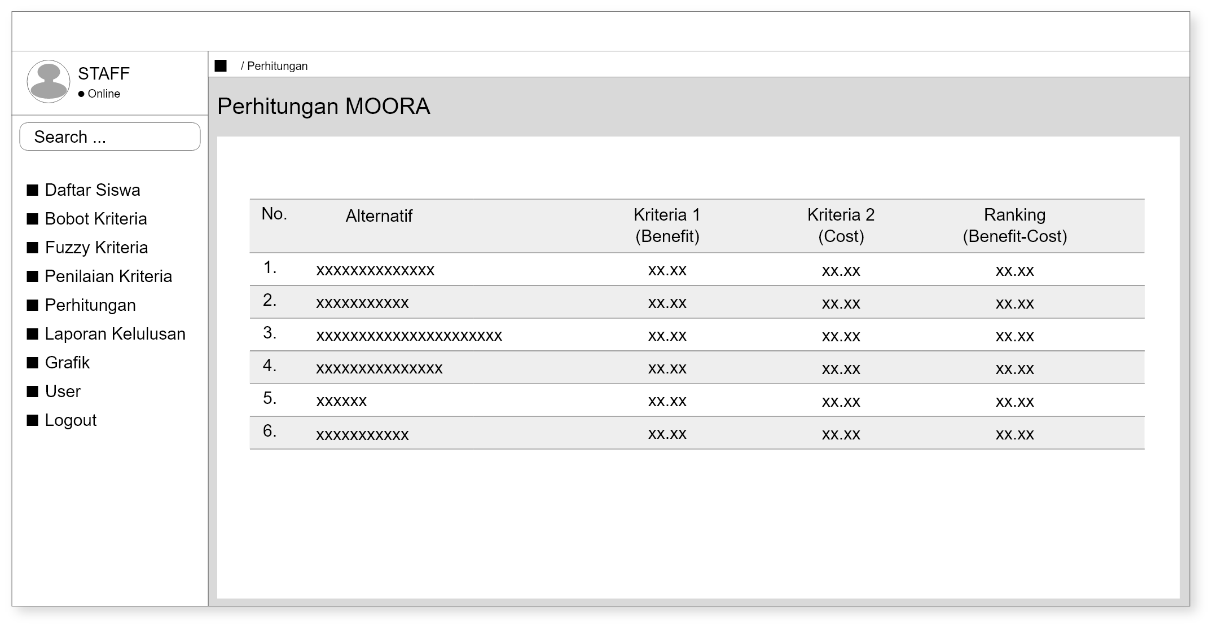 STAFF
● Online
Search ...
Daftar Siswa
Bobot Kriteria
Fuzzy Kriteria
Penilaian Kriteria
Perhitungan
Laporan Kelulusan
Grafik
User
Logout
/ Perhitungan
Perhitungan MOORA
No. Alternatif Kriteria 1 Kriteria 2 Ranking
(Benefit) (Cost) (Benefit-Cost)
1. xxxxxxxxxxxxxx xx.xx xx.xx xx.xx
2. xxxxxxxxxxx xx.xx xx.xx xx.xx
3. xxxxxxxxxxxxxxxxxxxxxx xx.xx xx.xx xx.xx
4. xxxxxxxxxxxxxxx xx.xx xx.xx xx.xx
5. xxxxxx xx.xx xx.xx xx.xx
6. xxxxxxxxxxx xx.xx xx.xx xx.xx